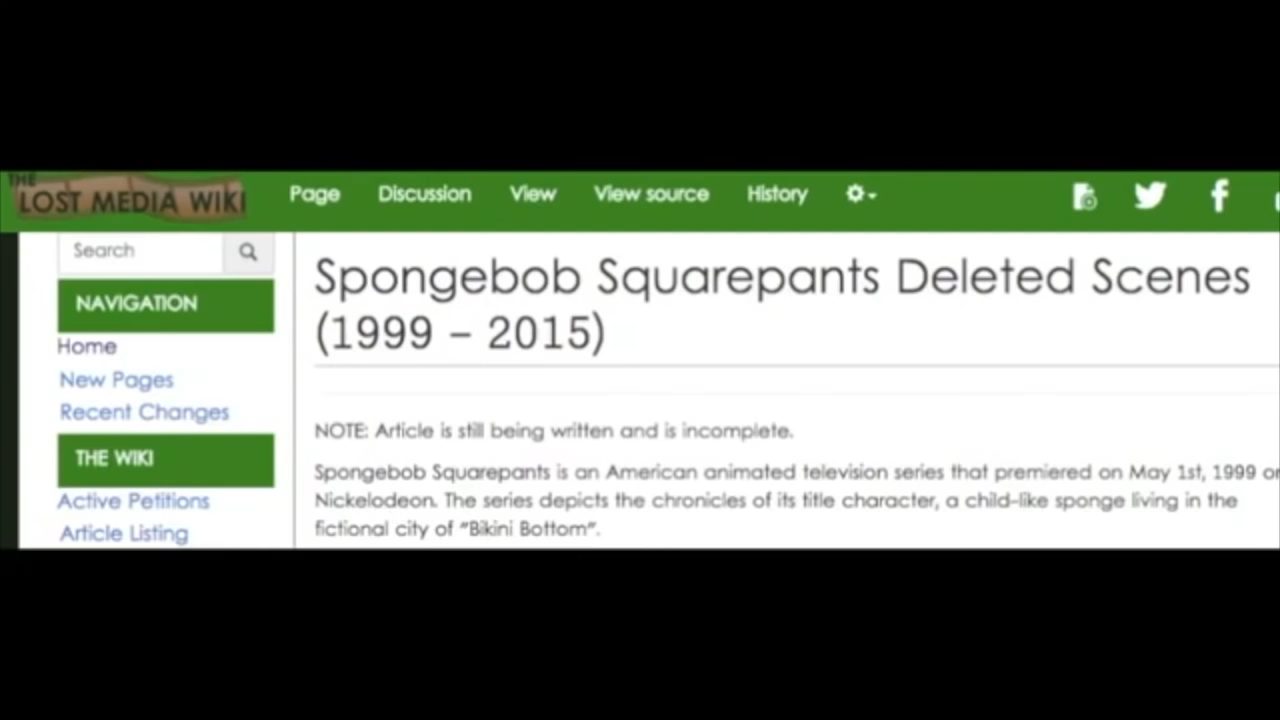 THE
LOST MEDIA WIKI
Page Discussion View View source History
Search
NAVIGATION
Home
New Pages
Recent Changes
THE WIKI
Active Petitions
Article Listing
Spongebob Squarepants Deleted Scenes
(1999 – 2015)
NOTE: Article is still being written and is incomplete.
Spongebob Squarepants is an American animated television series that premiered on May 1st, 1999 on
Nickelodeon. The series depicts the chronicles of its title character, a child-like sponge living in the
fictional city of "Bikini Bottom".